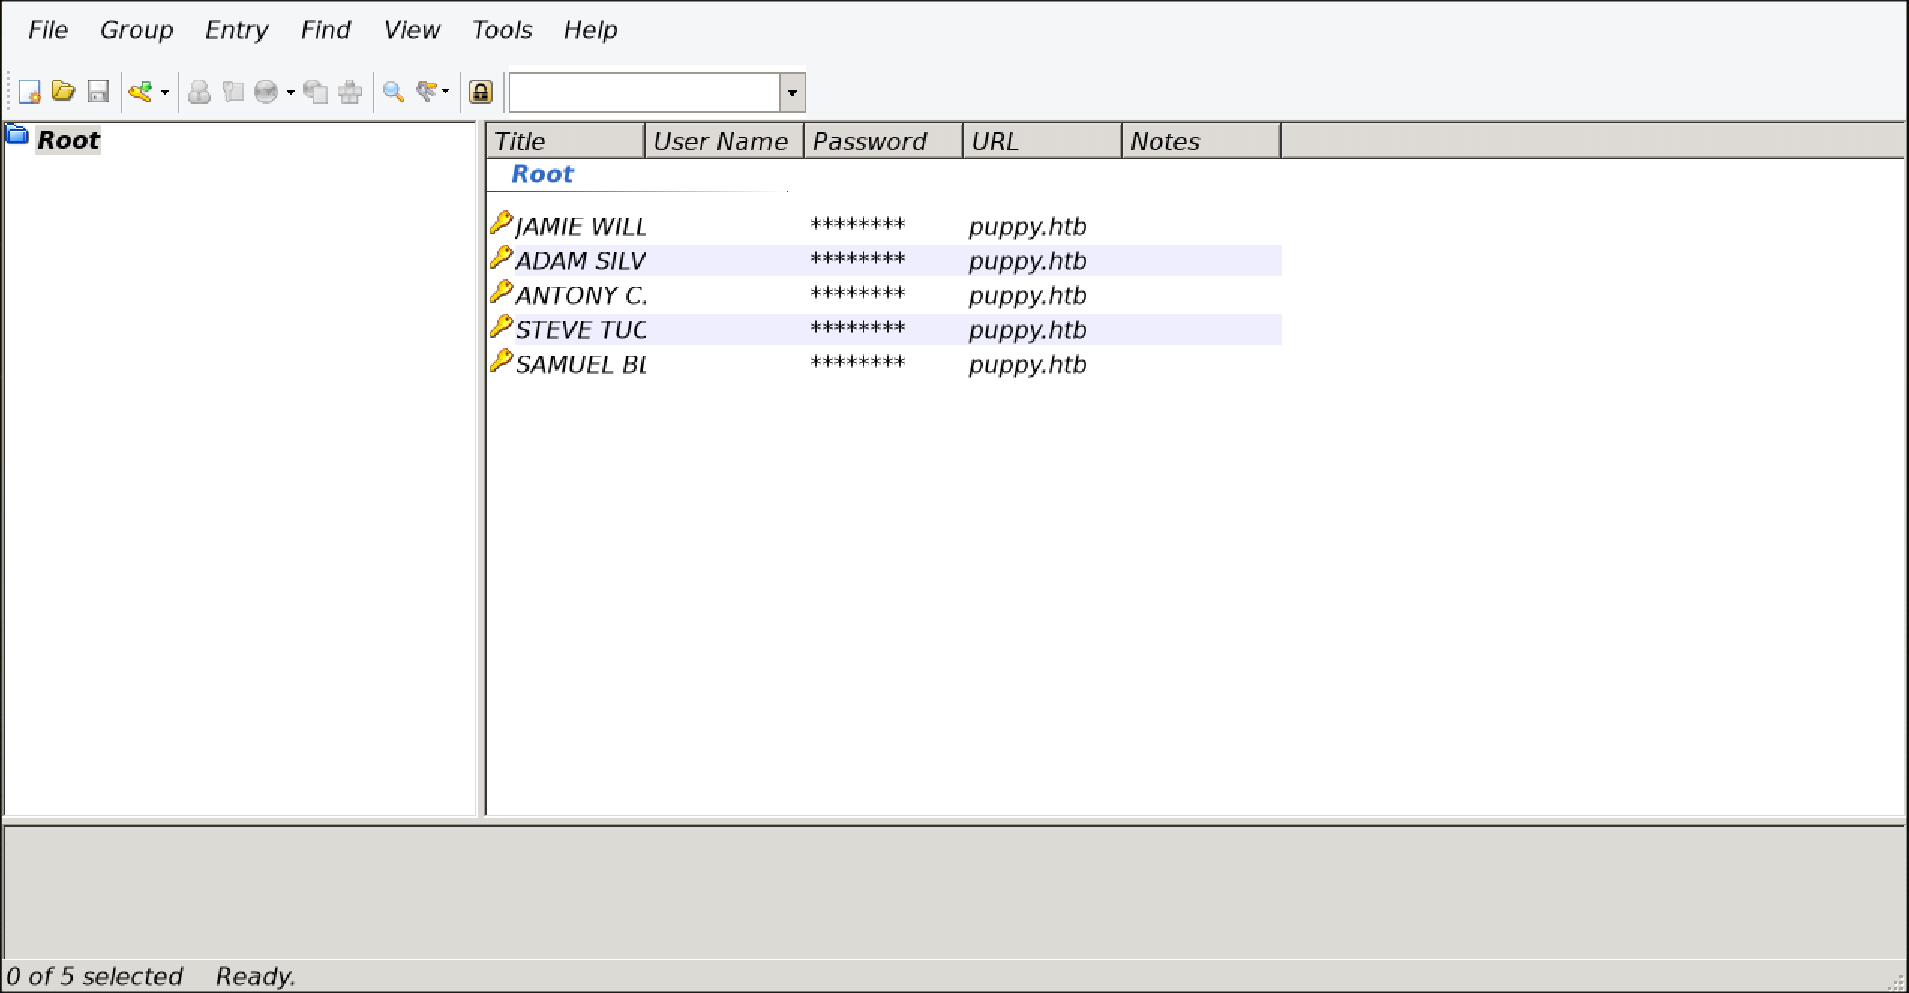 File Group Entry Find View Tools Help
Root
Title User Name Password URL Notes
Root
JAMIE WILL ******** puppy.htb
ADAM SILV ******** puppy.htb
ANTONY C. ******** puppy.htb
STEVE TUC ******** puppy.htb
SAMUEL BL ******** puppy.htb
0 of 5 selected Ready.